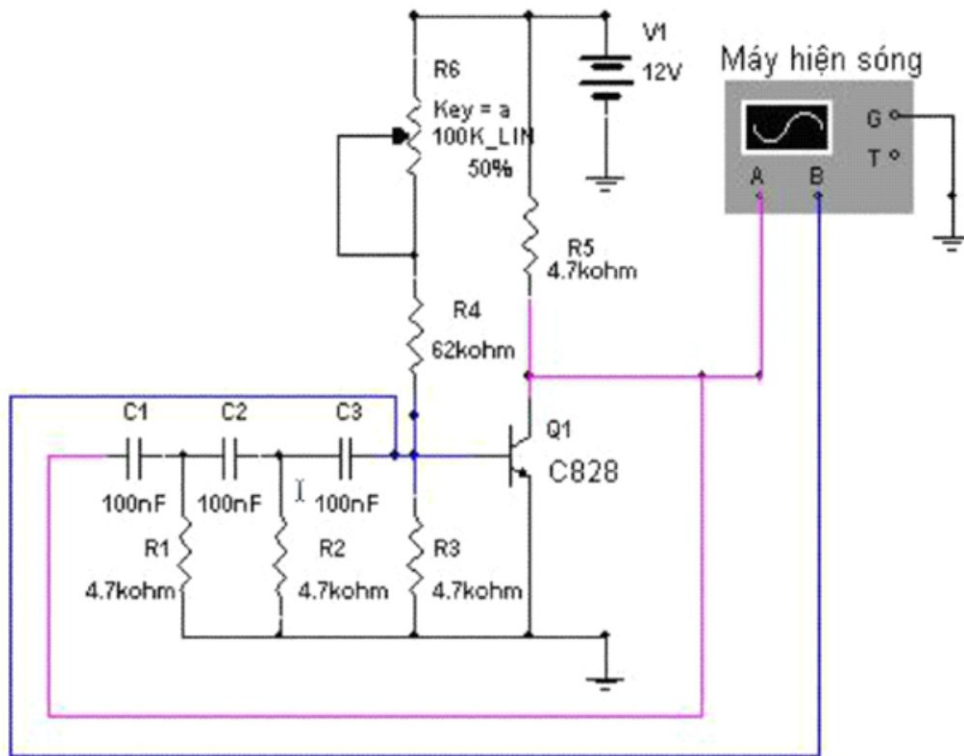 V1
12V
Máy hiện sóng
G
T
A
B
R6
Key = a
100K_LIN
50%
R5
4.7kohm
R4
62kohm
C1
C2
C3
Q1
C828
100nF
100nF
100nF
R1
R2
R3
4.7kohm
4.7kohm
4.7kohm